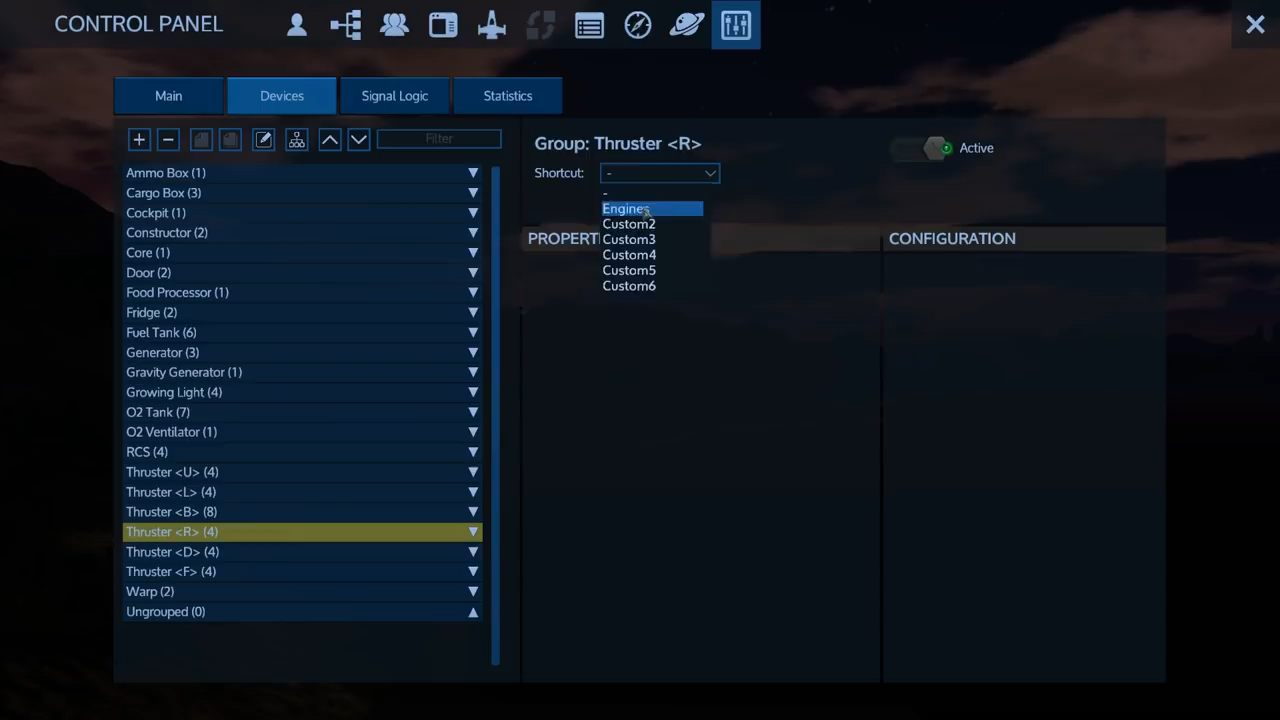 CONTROL PANEL
Main
Devices
Signal Logic
Statistics
Filter
Ammo Box (1)
Cargo Box (3)
Cockpit (1)
Constructor (2)
Core (1)
Door (2)
Food Processor (1)
Fridge (2)
Fuel Tank (6)
Generator (3)
Gravity Generator (1)
Growing Light (4)
O2 Tank (7)
O2 Ventilator (1)
RCS (4)
Thruster <U> (4)
Thruster <L> (4)
Thruster <B> (8)
Thruster <R> (4)
Thruster <D> (4)
Thruster <F> (4)
Warp (2)
Ungrouped (0)
Group: Thruster <R>
Active
Shortcut:
-
-
Engines
Custom2
Custom3
Custom4
Custom5
Custom6
PROPERT
CONFIGURATION